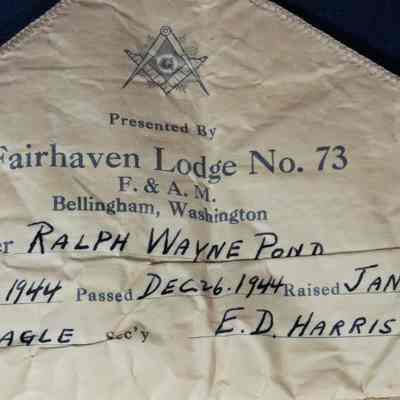 G
Presented By
Fairhaven Lodge No. 73
F. & A. M.
Bellingham, Washington
er RALPH WAYNE POND
1944 Passed DEC 26. 1944 Raised JAN
AGLE Sec'y E. D. HARRIS